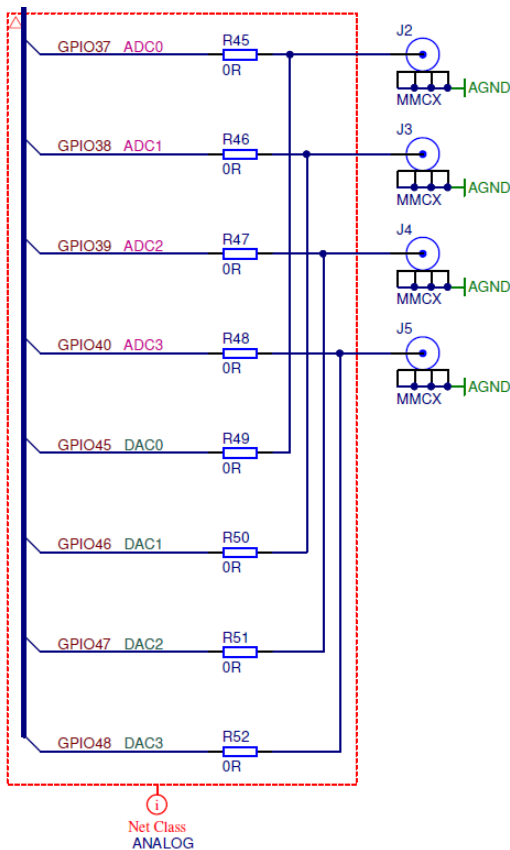 J2
GPIO37 ADC0 R45
0R
MMCX AGND
J3
GPIO38 ADC1 R46
0R
MMCX AGND
J4
GPIO39 ADC2 R47
0R
MMCX AGND
J5
GPIO40 ADC3 R48
0R
MMCX AGND
GPIO45 DAC0 R49
0R
GPIO46 DAC1 R50
0R
GPIO47 DAC2 R51
0R
GPIO48 DAC3 R52
0R
i
Net Class
ANALOG